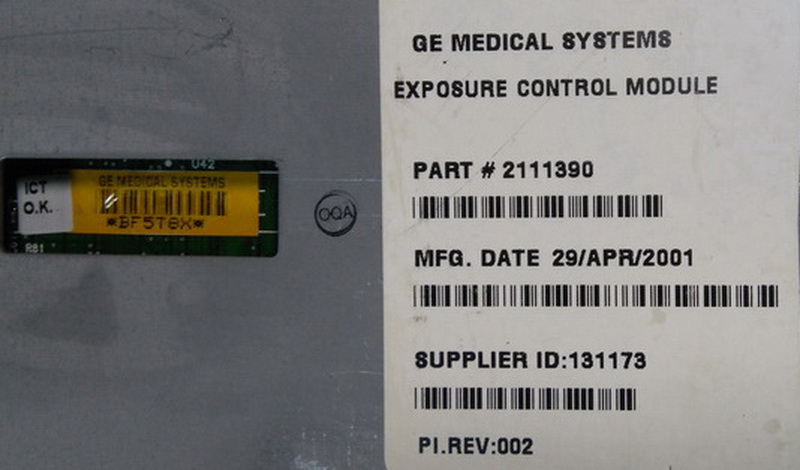 U42
ICT
O.K.
GE MEDICAL SYSTEMS
*BF5T8X*
R81
OQA
GE MEDICAL SYSTEMS
EXPOSURE CONTROL MODULE
PART # 2111390
MFG. DATE 29/APR/2001
SUPPLIER ID:131173
PI.REV:002